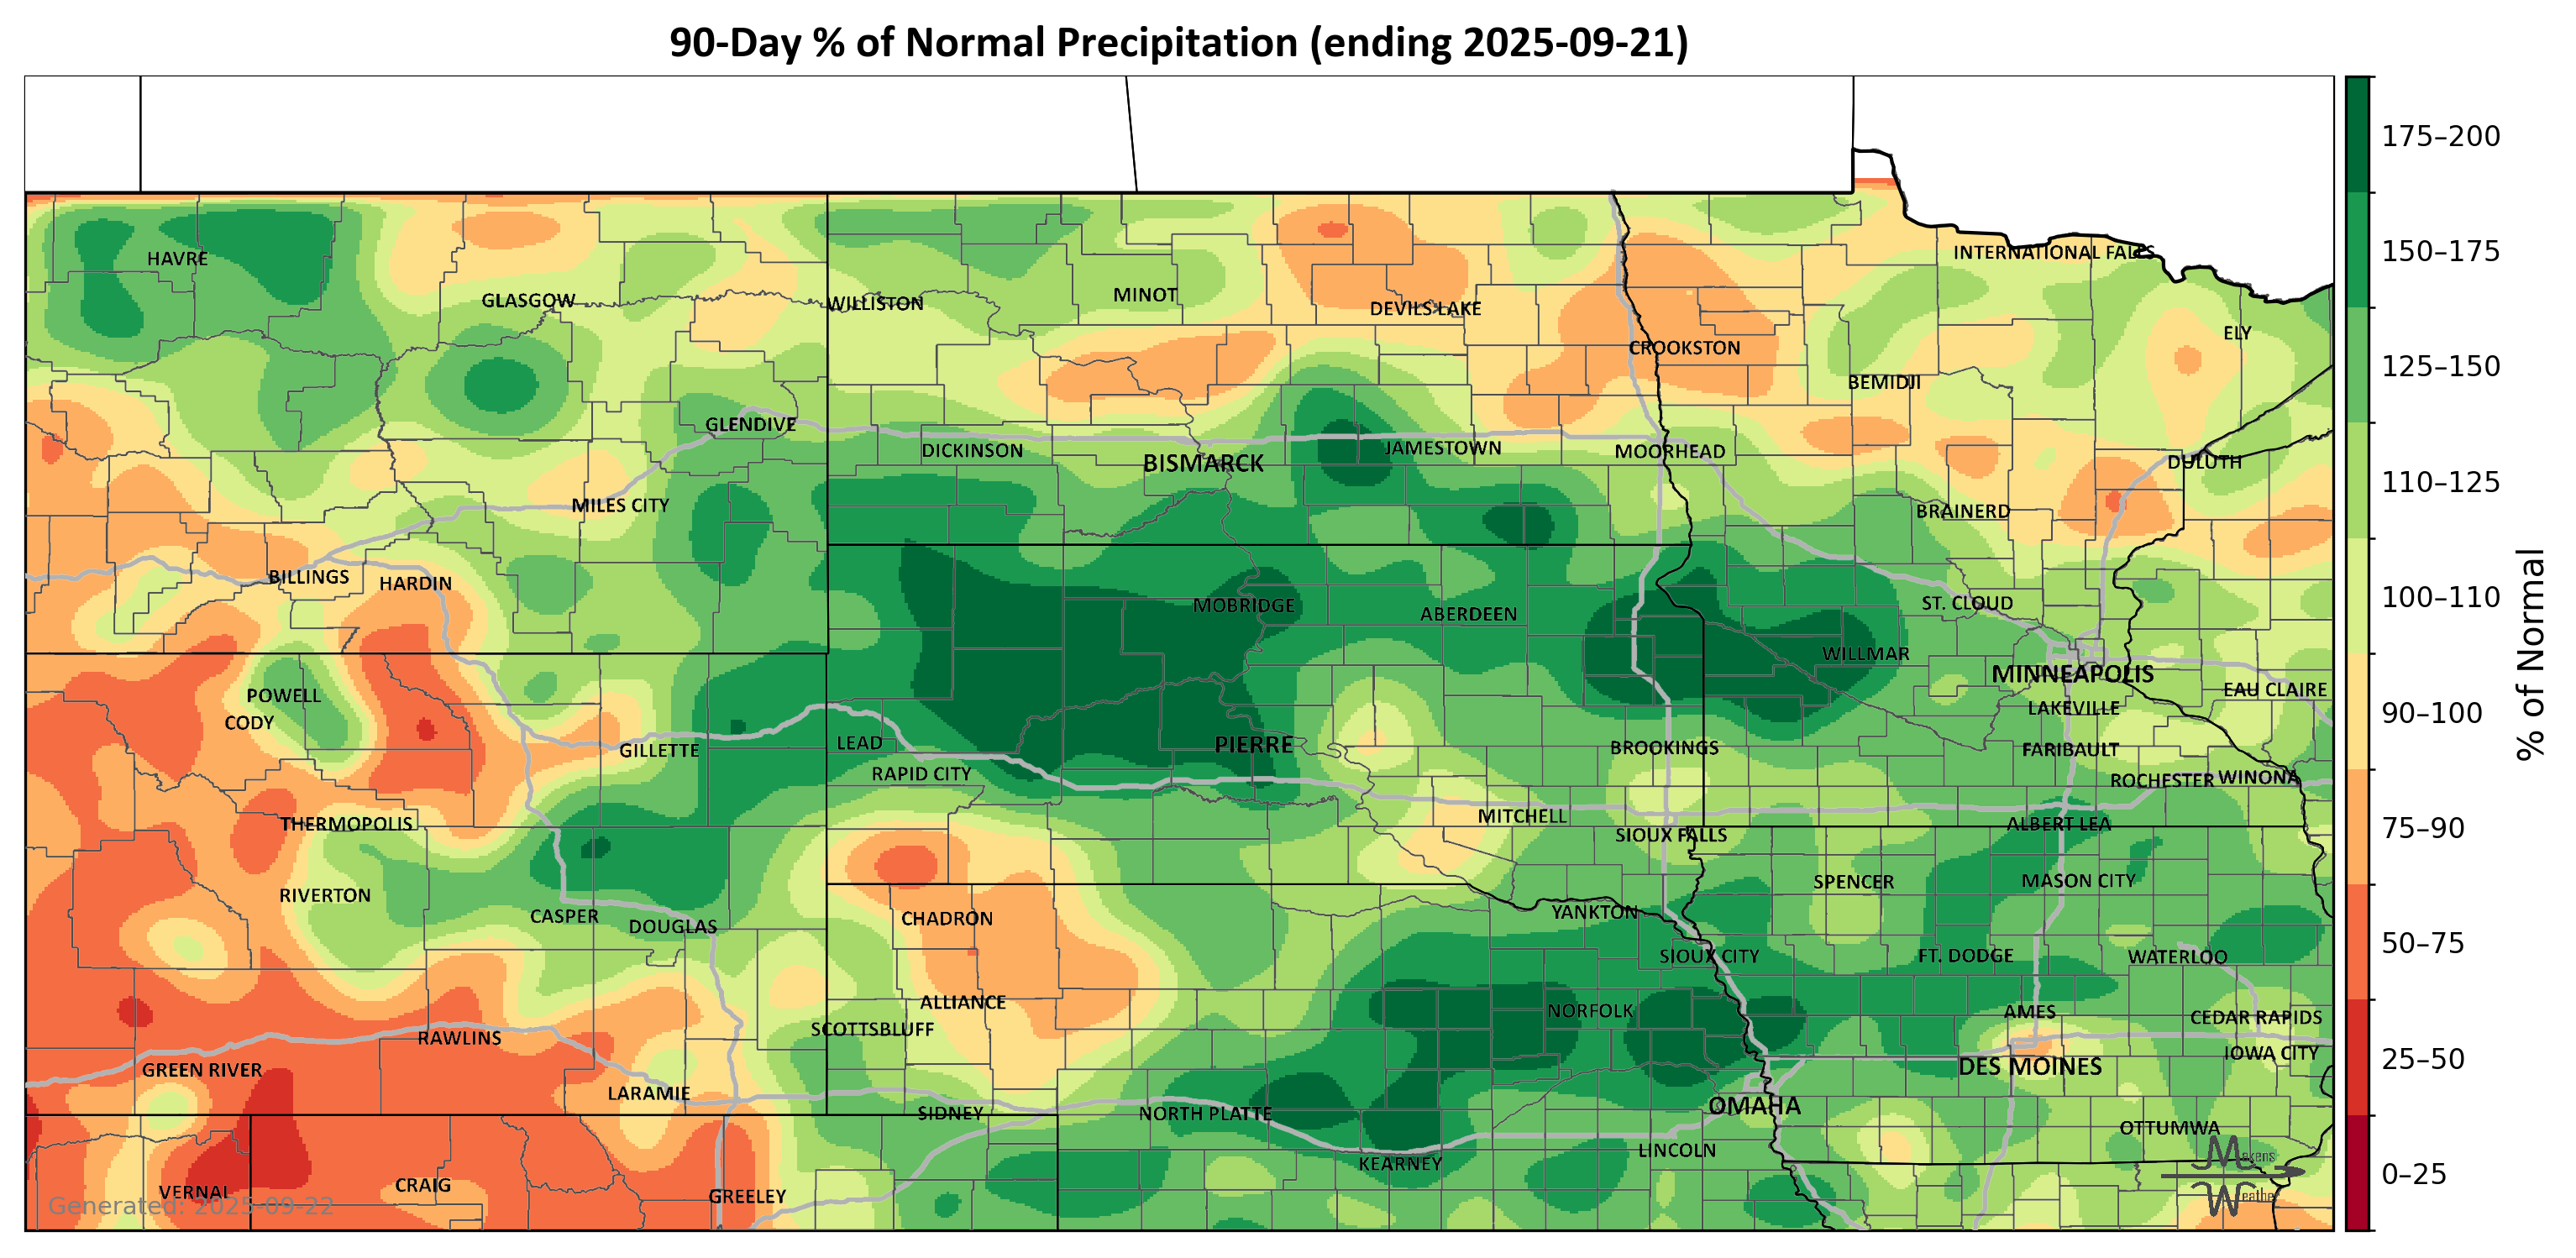 90-Day % of Normal Precipitation (ending 2025-09-21)
175–200
150–175
125–150
110–125
100–110
90–100
75–90
50–75
25–50
0–25
% of Normal
HAVRE
INTERNATIONAL FALLS
GLASGOW
WILLISTON
MINOT
DEVILS LAKE
ELY
CROOKSTON
BEMIDJI
GLENDIVE
DICKINSON
BISMARCK
JAMESTOWN
MOORHEAD
DULUTH
MILES CITY
BRAINERD
BILLINGS
HARDIN
MOBRIDGE
ABERDEEN
ST. CLOUD
WILLMAR
MINNEAPOLIS
EAU CLAIRE
POWELL
CODY
LAKEVILLE
GILLETTE
LEAD
PIERRE
BROOKINGS
FARIBAULT
RAPID CITY
ROCHESTER
WINONA
THERMOPOLIS
MITCHELL
SIOUX FALLS
ALBERT LEA
RIVERTON
SPENCER
MASON CITY
CASPER
DOUGLAS
CHADRON
YANKTON
SIOUX CITY
FT. DODGE
WATERLOO
ALLIANCE
NORFOLK
AMES
CEDAR RAPIDS
SCOTTSBLUFF
RAWLINS
IOWA CITY
GREEN RIVER
DES MOINES
LARAMIE
SIDNEY
NORTH PLATTE
OMAHA
OTTUMWA
LINCOLN
KEARNEY
VERNAL
CRAIG
GREELEY
Generated: 2025-09-22
Makens
Weather